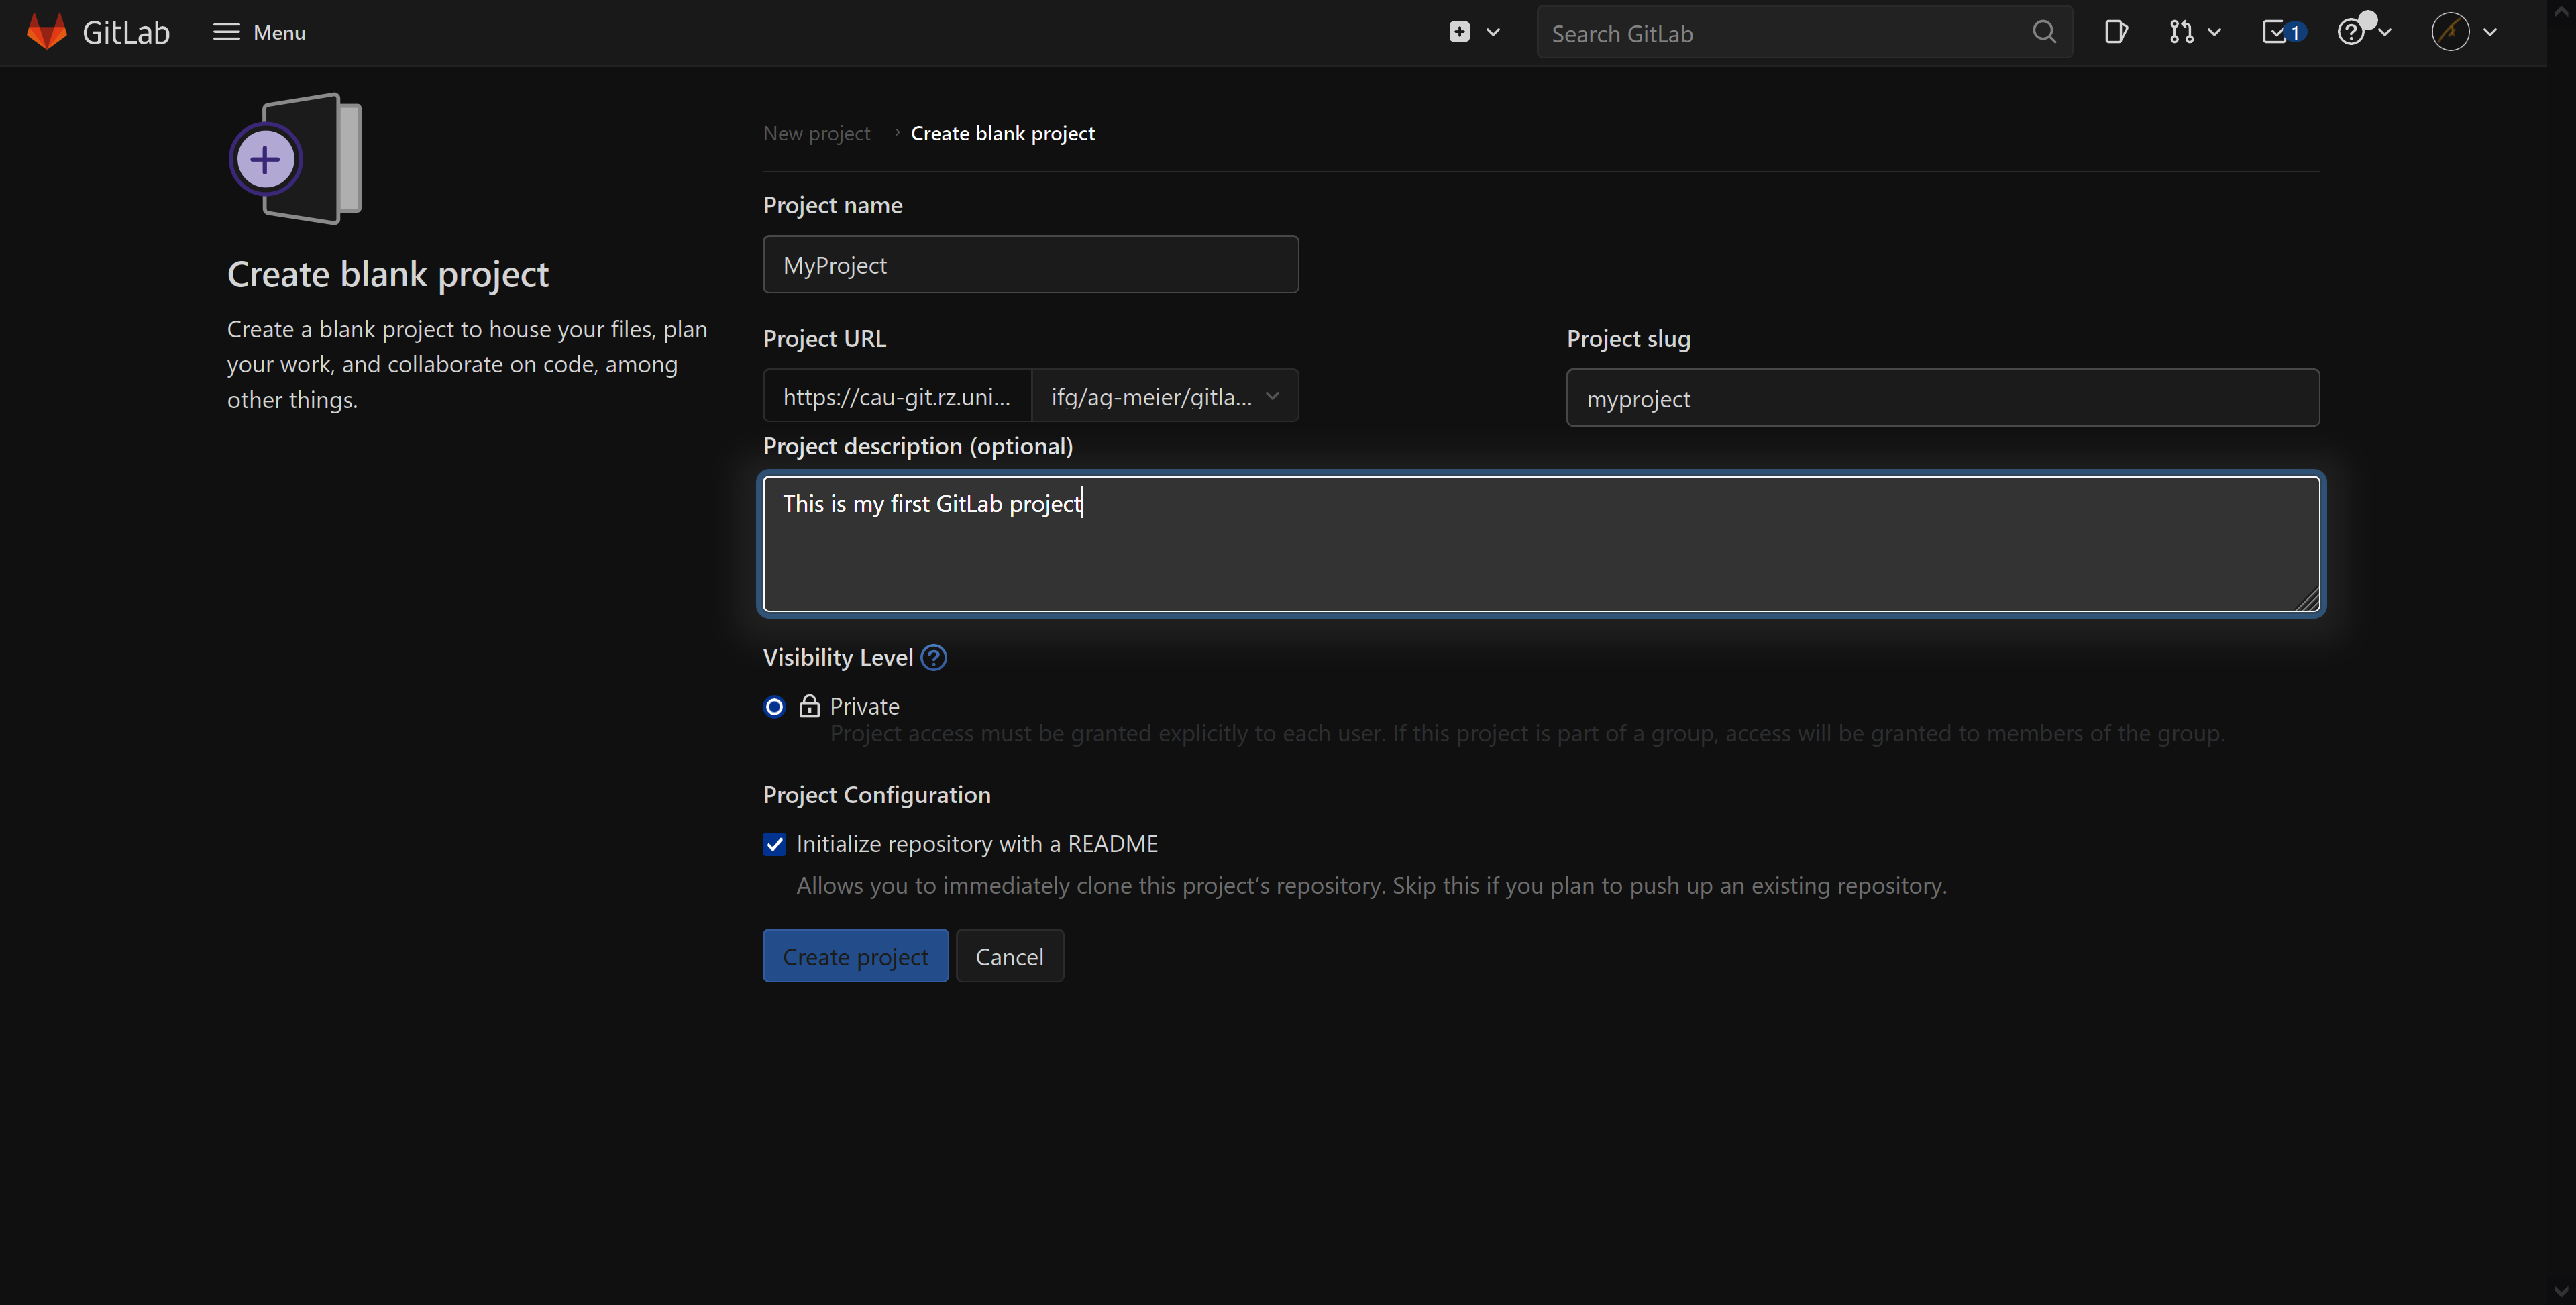 GitLab
Menu
Search GitLab
1
New project › Create blank project
Create blank project
Create a blank project to house your files, plan
your work, and collaborate on code, among
other things.
Project name
MyProject
Project URL
Project slug
https://cau-git.rz.uni...
ifg/ag-meier/gitla...
myproject
Project description (optional)
This is my first GitLab project
Visibility Level
Private
Project access must be granted explicitly to each user. If this project is part of a group, access will be granted to members of the group.
Project Configuration
Initialize repository with a README
Allows you to immediately clone this project’s repository. Skip this if you plan to push up an existing repository.
Create project
Cancel